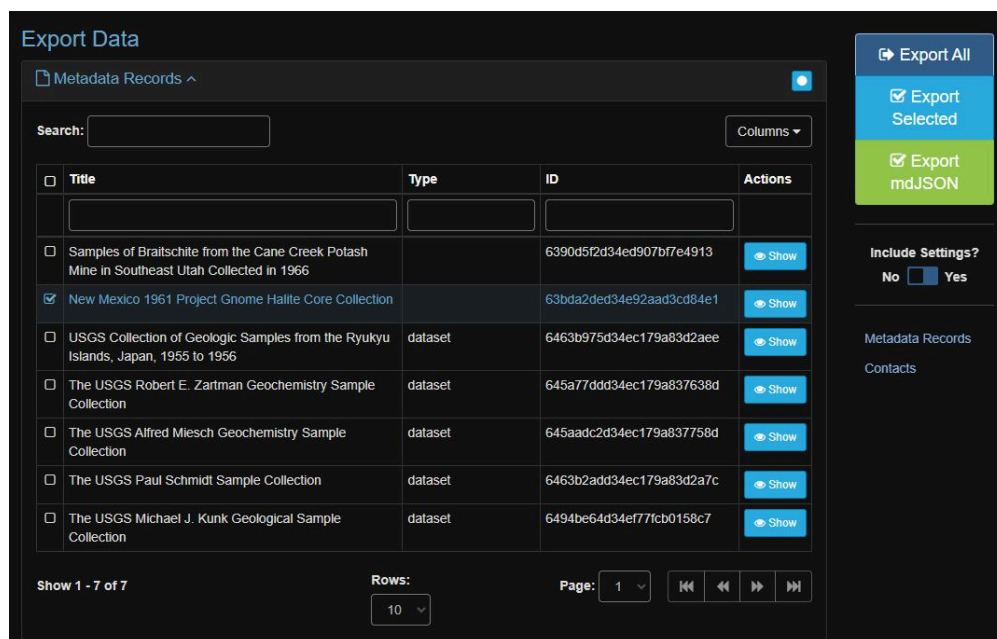 Export Data
Metadata Records
Search:
Columns
Title Type ID Actions
Samples of Braitschite from the Cane Creek Potash 6390d5f2d34ed907bf7e4913 Show
Mine in Southeast Utah Collected in 1966
New Mexico 1961 Project Gnome Halite Core Collection 63bda2ded34e92aad3cd84e1 Show
USGS Collection of Geologic Samples from the Ryukyu dataset 6463b975d34ec179a83d2aee Show
Islands, Japan, 1955 to 1956
The USGS Robert E. Zartman Geochemistry Sample dataset 645a77ddd34ec179a837638d Show
Collection
The USGS Alfred Miesch Geochemistry Sample dataset 645aadc2d34ec179a837758d Show
Collection
The USGS Paul Schmidt Sample Collection dataset 6463b2add34ec179a83d2a7c Show
The USGS Michael J. Kunk Geological Sample dataset 6494be64d34ef77fcb0158c7 Show
Collection
Show 1 - 7 of 7
Rows:
10
Page: 1
Export All
Export
Selected
Export
mdJSON
Include Settings?
No Yes
Metadata Records
Contacts